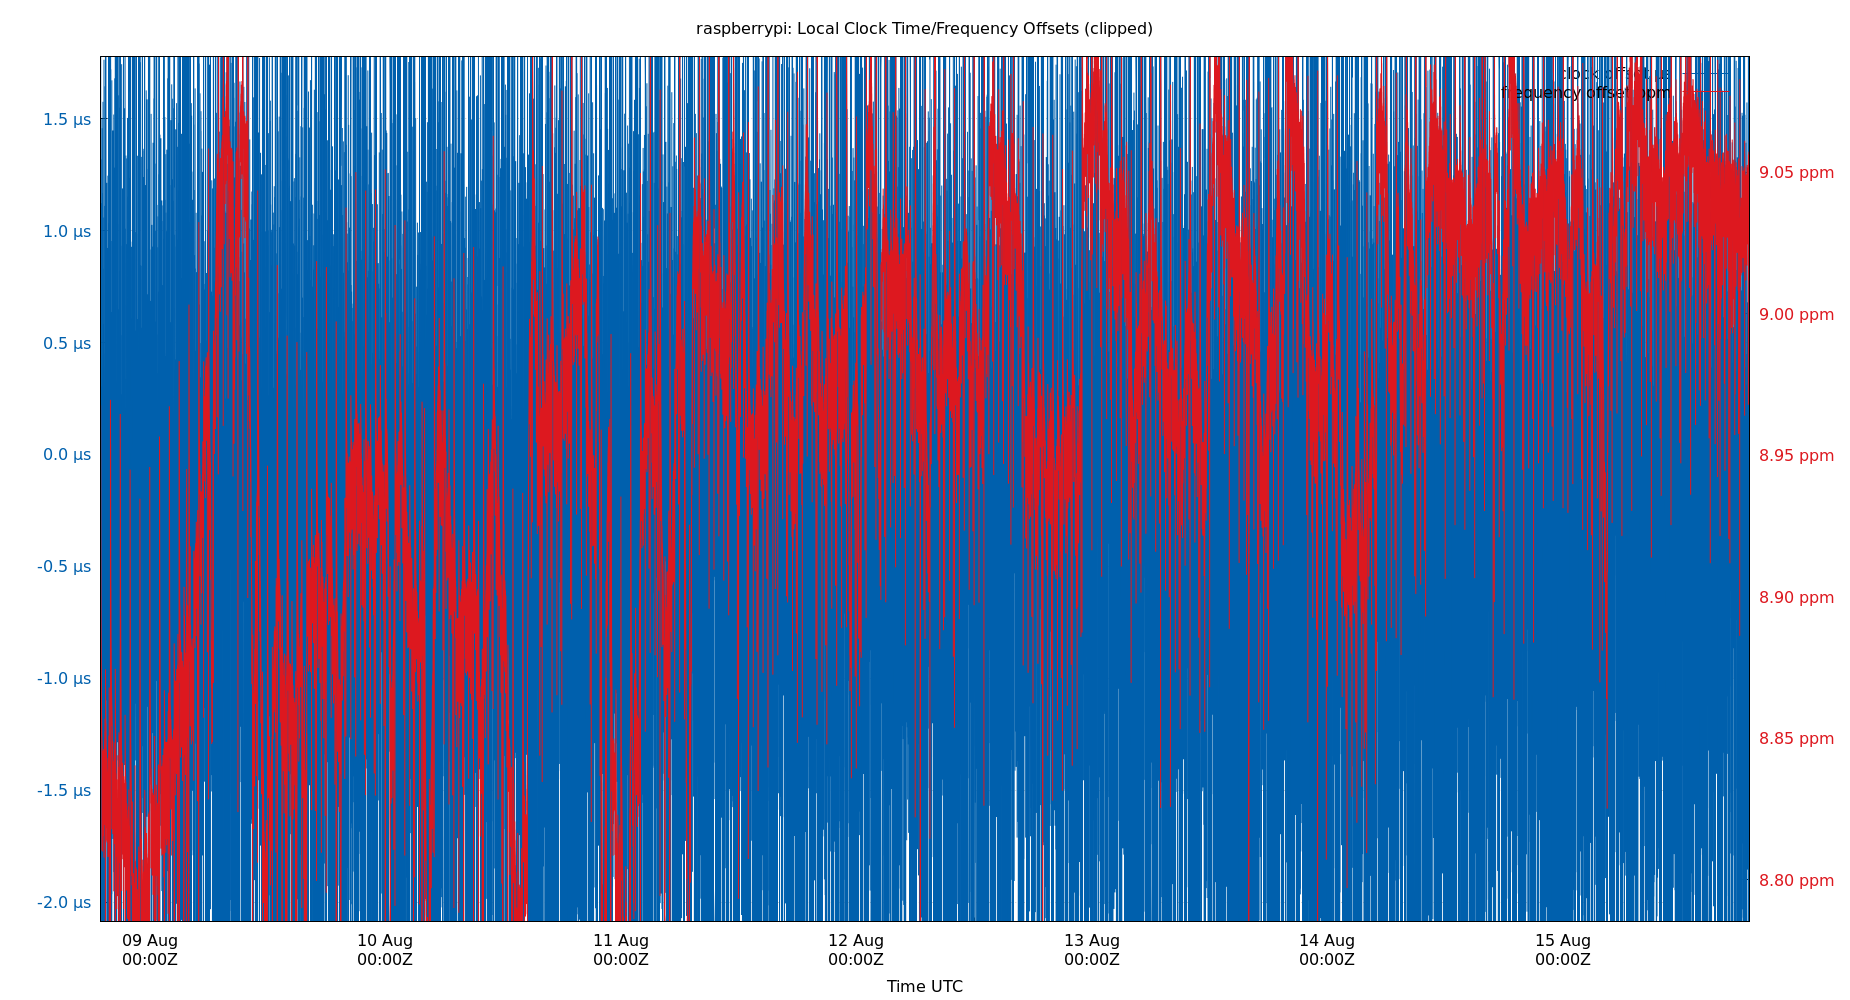 raspberrypi: Local Clock Time/Frequency Offsets (clipped)
clock offset µs
frequency offset ppm
1.5 µs
1.0 µs
0.5 µs
0.0 µs
-0.5 µs
-1.0 µs
-1.5 µs
-2.0 µs
9.05 ppm
9.00 ppm
8.95 ppm
8.90 ppm
8.85 ppm
8.80 ppm
09 Aug 10 Aug 11 Aug 12 Aug 13 Aug 14 Aug 15 Aug
00:00Z 00:00Z 00:00Z 00:00Z 00:00Z 00:00Z 00:00Z
Time UTC